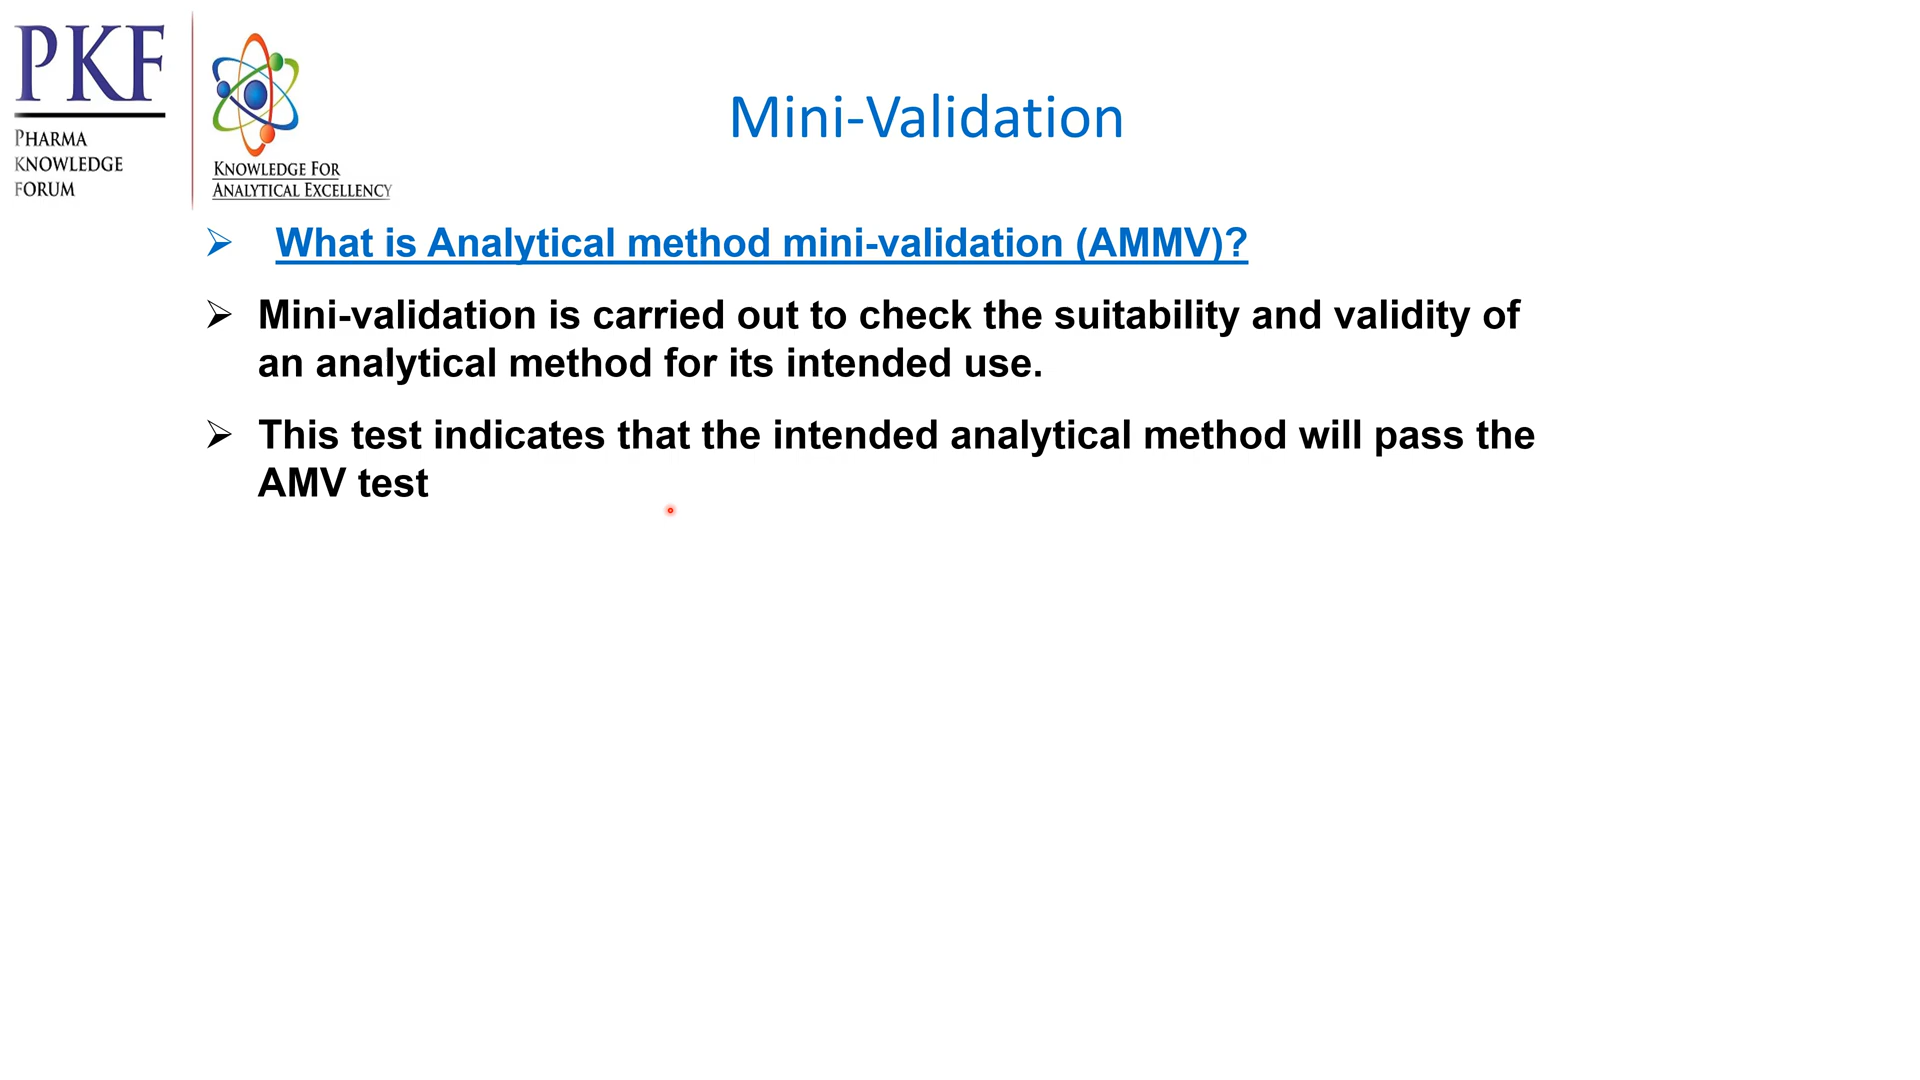 PKF
PHARMA
KNOWLEDGE
FORUM
KNOWLEDGE FOR
ANALYTICAL EXCELLENCY
Mini-Validation
What is Analytical method mini-validation (AMMV)?
Mini-validation is carried out to check the suitability and validity of
an analytical method for its intended use.
This test indicates that the intended analytical method will pass the
AMV test